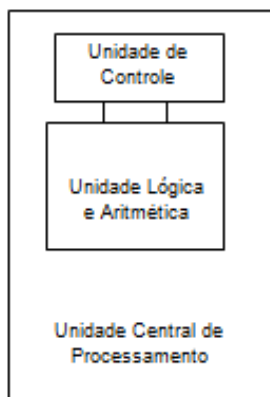 Unidade de
Controle
Unidade Lógica
e Aritmética
Unidade Central de
Processamento